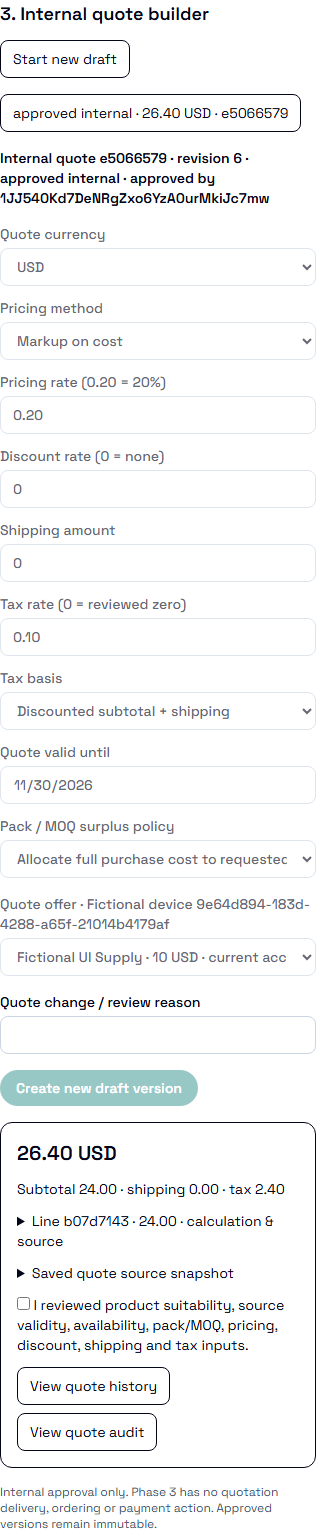 3. Internal quote builder
Start new draft
approved internal · 26.40 USD · e5066579
Internal quote e5066579 · revision 6 ·
approved internal · approved by
1JJ540Kd7DeNRgZxo6YzA0urMkiJc7mw
Quote currency
USD
Pricing method
Markup on cost
Pricing rate (0.20 = 20%)
0.20
Discount rate (0 = none)
0
Shipping amount
0
Tax rate (0 = reviewed zero)
0.10
Tax basis
Discounted subtotal + shipping
Quote valid until
11/30/2026
Pack / MOQ surplus policy
Allocate full purchase cost to requested
Quote offer · Fictional device 9e64d894-183d-
4288-a65f-21014b4179af
Fictional UI Supply · 10 USD · current acc
Quote change / review reason
Create new draft version
26.40 USD
Subtotal 24.00 · shipping 0.00 · tax 2.40
Line b07d7143 · 24.00 · calculation &
source
Saved quote source snapshot
I reviewed product suitability, source
validity, availability, pack/MOQ, pricing,
discount, shipping and tax inputs.
View quote history
View quote audit
Internal approval only. Phase 3 has no quotation
delivery, ordering or payment action. Approved
versions remain immutable.